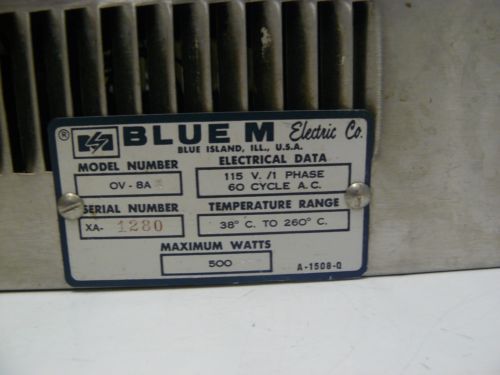 ® BLUE M Electric Co.
BLUE ISLAND, ILL., U.S.A.
MODEL NUMBER
OV-8A
ELECTRICAL DATA
115 V. /1 PHASE
60 CYCLE A.C.
SERIAL NUMBER
XA- 1280
TEMPERATURE RANGE
38° C. TO 260° C.
MAXIMUM WATTS
500
A-1508-Q